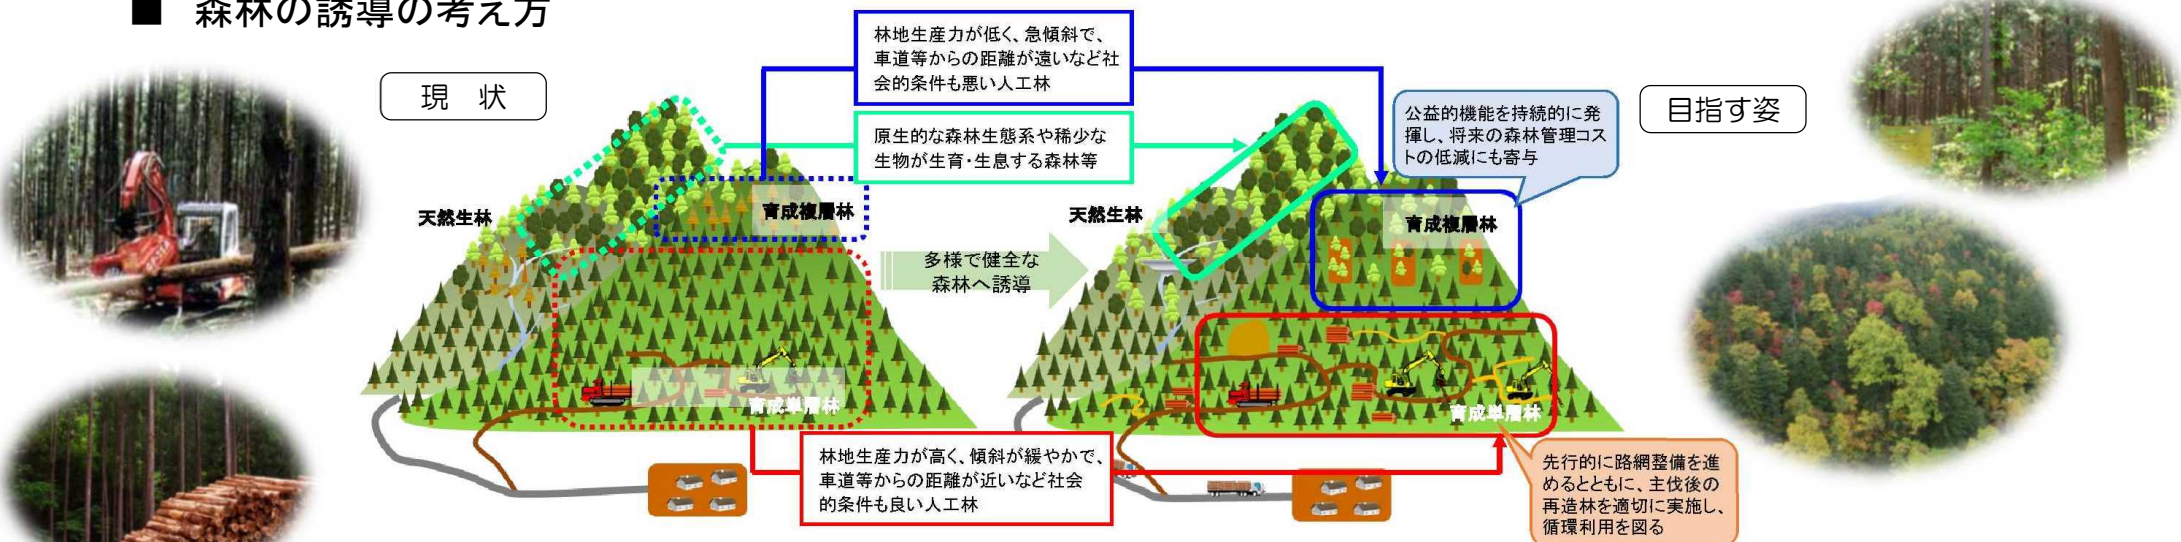 ■ 森林の誘導の考え方
現 状
林地生産力が低く、急傾斜で、
車道等からの距離が遠いなど社
会的条件も悪い人工林
原生的な森林生態系や稀少な
生物が生育・生息する森林等
公益的機能を持続的に発
揮し、将来の森林管理コス
トの低減にも寄与
目指す姿
天然生林
育成複層林
多様で健全な
森林へ誘導
天然生林
育成複層林
育成単層林
育成単層林
林地生産力が高く、傾斜が緩やかで、
車道等からの距離が近いなど社会
的条件も良い人工林
先行的に路網整備を進
めるとともに、主伐後の
再造林を適切に実施し、
循環利用を図る